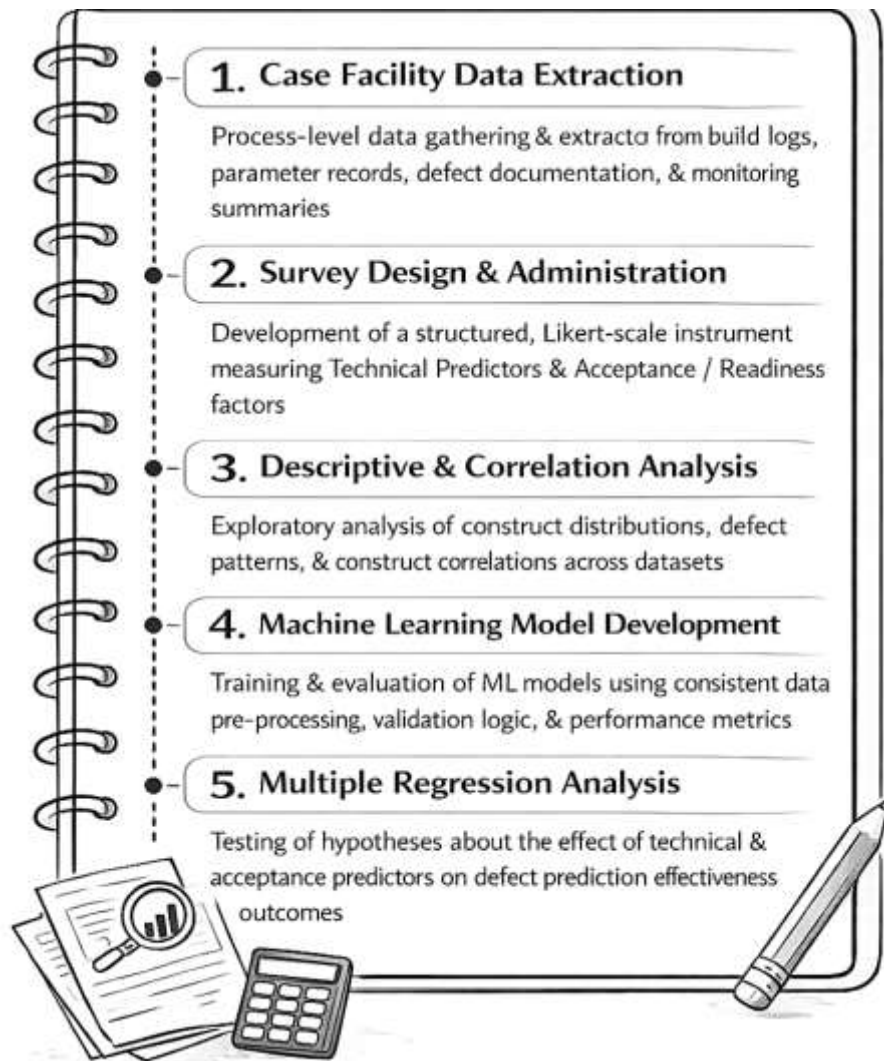 1. Case Facility Data Extraction
Process-level data gathering & extracta from build logs,
parameter records, defect documentation, & monitoring
summaries
2. Survey Design & Administration
Development of a structured, Likert-scale instrument
measuring Technical Predictors & Acceptance / Readiness
factors
3. Descriptive & Correlation Analysis
Exploratory analysis of construct distributions, defect
patterns, & construct correlations across datasets
4. Machine Learning Model Development
Training & evaluation of ML models using consistent data
pre-processing, validation logic, & performance metrics
5. Multiple Regression Analysis
Testing of hypotheses about the effect of technical &
acceptance predictors on defect prediction effectiveness
outcomes